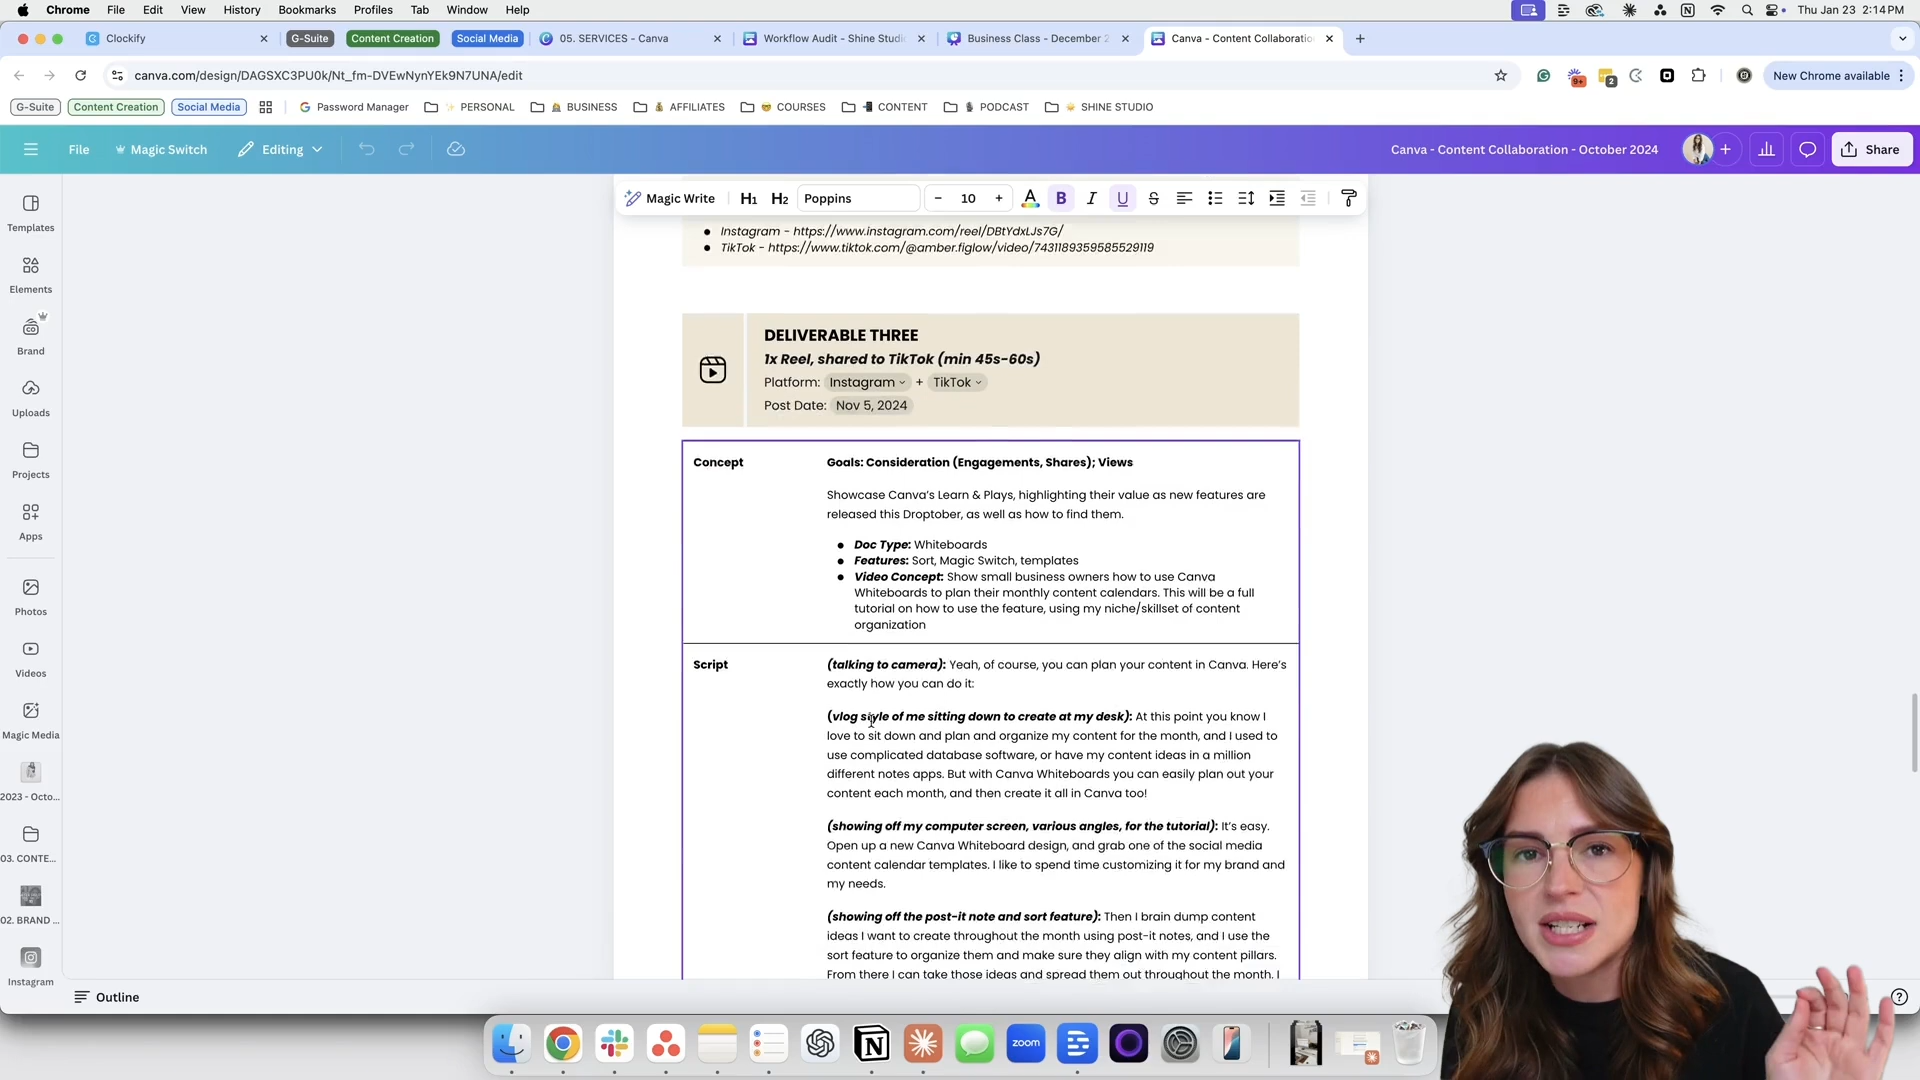 Chrome File Edit View History Bookmarks Profiles Tab Window Help Thu Jan 23 2:14 PM
Clockify G-Suite Content Creation Social Media 05. SERVICES - Canva Workflow Audit - Shine Studi Business Class - December 2 Canva - Content Collaboratio
canva.com/design/DAGSXC3PU0k/Nt_fm-DVEwNynYEk9N7UNA/edit 9+ 2 New Chrome available
G-Suite Content Creation Social Media Password Manager PERSONAL BUSINESS AFFILIATES COURSES CONTENT PODCAST SHINE STUDIO
File Magic Switch Editing Canva - Content Collaboration - October 2024 Share
Magic Write H1 H2 Poppins 10 A B I U S
Templates
Elements
Brand
Uploads
Projects
Apps
Photos
Videos
Magic Media
2023 - Octo...
03. CONTE...
02. BRAND ...
Instagram
● Instagram - https://www.instagram.com/reel/DBtYdxLJs7G/
● TikTok - https://www.tiktok.com/@amber.figlow/video/7431189359585529119
DELIVERABLE THREE
1x Reel, shared to TikTok (min 45s-60s)
Platform: Instagram + TikTok
Post Date: Nov 5, 2024
Concept
Goals: Consideration (Engagements, Shares); Views
Showcase Canva's Learn & Plays, highlighting their value as new features are
released this Droptober, as well as how to find them.
● Doc Type: Whiteboards
● Features: Sort, Magic Switch, templates
● Video Concept: Show small business owners how to use Canva
Whiteboards to plan their monthly content calendars. This will be a full
tutorial on how to use the feature, using my niche/skillset of content
organization
Script
(talking to camera): Yeah, of course, you can plan your content in Canva. Here's
exactly how you can do it:
(vlog style of me sitting down to create at my desk): At this point you know I
love to sit down and plan and organize my content for the month, and I used to
use complicated database software, or have my content ideas in a million
different notes apps. But with Canva Whiteboards you can easily plan out your
content each month, and then create it all in Canva too!
(showing off my computer screen, various angles, for the tutorial): It's easy.
Open up a new Canva Whiteboard design, and grab one of the social media
content calendar templates. I like to spend time customizing it for my brand and
my needs.
(showing off the post-it note and sort feature): Then I brain dump content
ideas I want to create throughout the month using post-it notes, and I use the
sort feature to organize them and make sure they align with my content pillars.
From there I can take those ideas and spread them out throughout the month. I
Outline
zoom